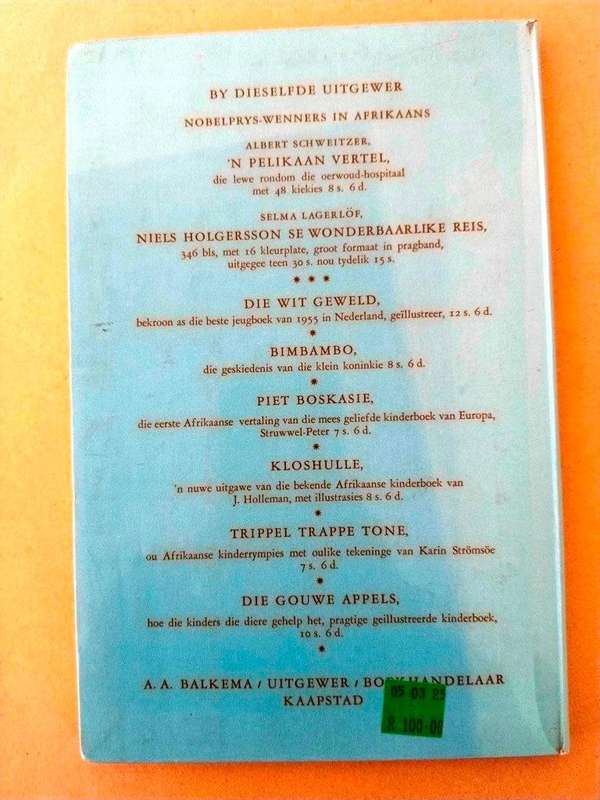 BY DIESELFDE UITGEWER
NOBELPRYS-WENNERS IN AFRIKAANS
ALBERT SCHWEITZER,
'N PELIKAAN VERTEL,
die lewe rondom die oerwoud-hospitaal
met 48 kiekies 8 s. 6 d.
SELMA LAGERLÖF,
NIELS HOLGERSSON SE WONDERBAARLIKE REIS,
346 bls, met 16 kleurplate, groot formaat in pragband,
uitgegee teen 30 s. nou tydelik 15 s.
* * *
DIE WIT GEWELD,
bekroon as die beste jeugboek van 1955 in Nederland, geïllustreer, 12 s. 6 d.
*
BIMBAMBO,
die geskiedenis van die klein koninkie 8 s. 6 d.
*
PIET BOSKASIE,
die eerste Afrikaanse vertaling van die mees geliefde kinderboek van Europa,
Struwwel-Peter 7 s. 6 d.
*
KLOSHULLE,
'n nuwe uitgawe van die bekende Afrikaanse kinderboek van
J. Holleman, met illustrasies 8 s. 6 d.
*
TRIPPEL TRAPPE TONE,
ou Afrikaanse kinderrympies met oulike tekeninge van Karin Strömsöe
7 s. 6 d.
*
DIE GOUWE APPELS,
hoe die kinders die diere gehelp het, pragtige geïllustreerde kinderboek,
10 s. 6 d.
*
A. A. BALKEMA / UITGEWER / BOEKHANDELAAR
KAAPSTAD
05 03 25
R 100-00